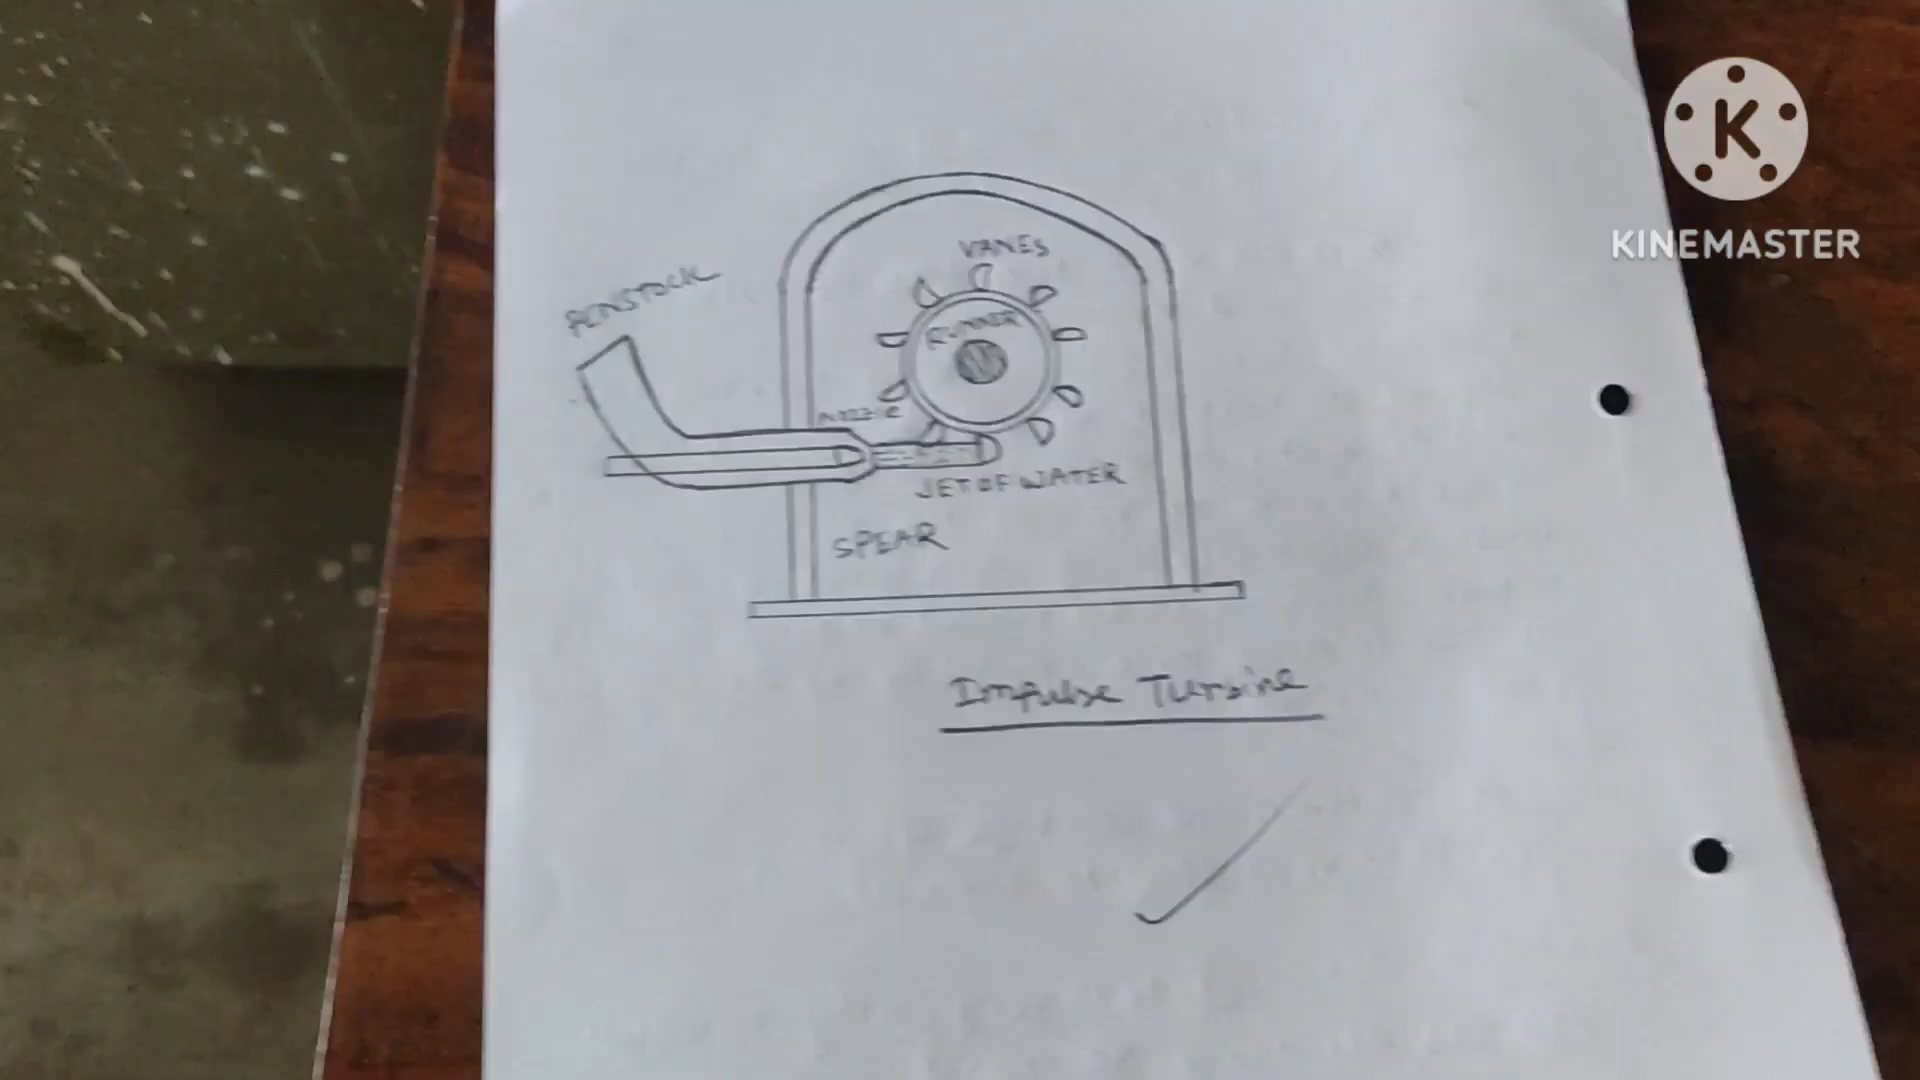 K
KINEMASTER
VANES
PENSTOCK
RUNNER
Nozzle
JET OF WATER
SPEAR
Impulse Turbine